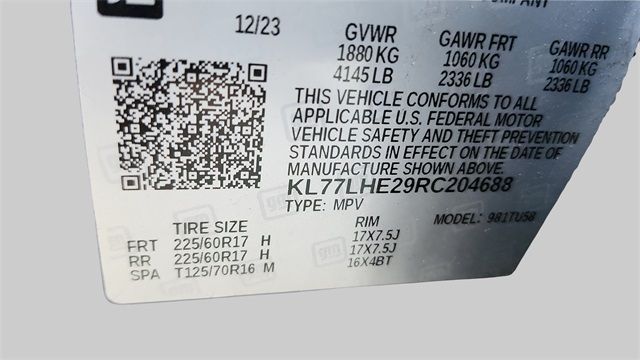 COMPANY
12/23 GVWR GAWR FRT GAWR RR
1880 KG 1060 KG 1060 KG
4145 LB 2336 LB 2336 LB
THIS VEHICLE CONFORMS TO ALL
APPLICABLE U.S. FEDERAL MOTOR
VEHICLE SAFETY AND THEFT PREVENTION
STANDARDS IN EFFECT ON THE DATE OF
MANUFACTURE SHOWN ABOVE.
KL77LHE29RC204688
TYPE: MPV MODEL: 981TU58
TIRE SIZE RIM
FRT 225/60R17 H 17X7.5J
RR 225/60R17 H 17X7.5J
SPA T125/70R16 M 16X4BT